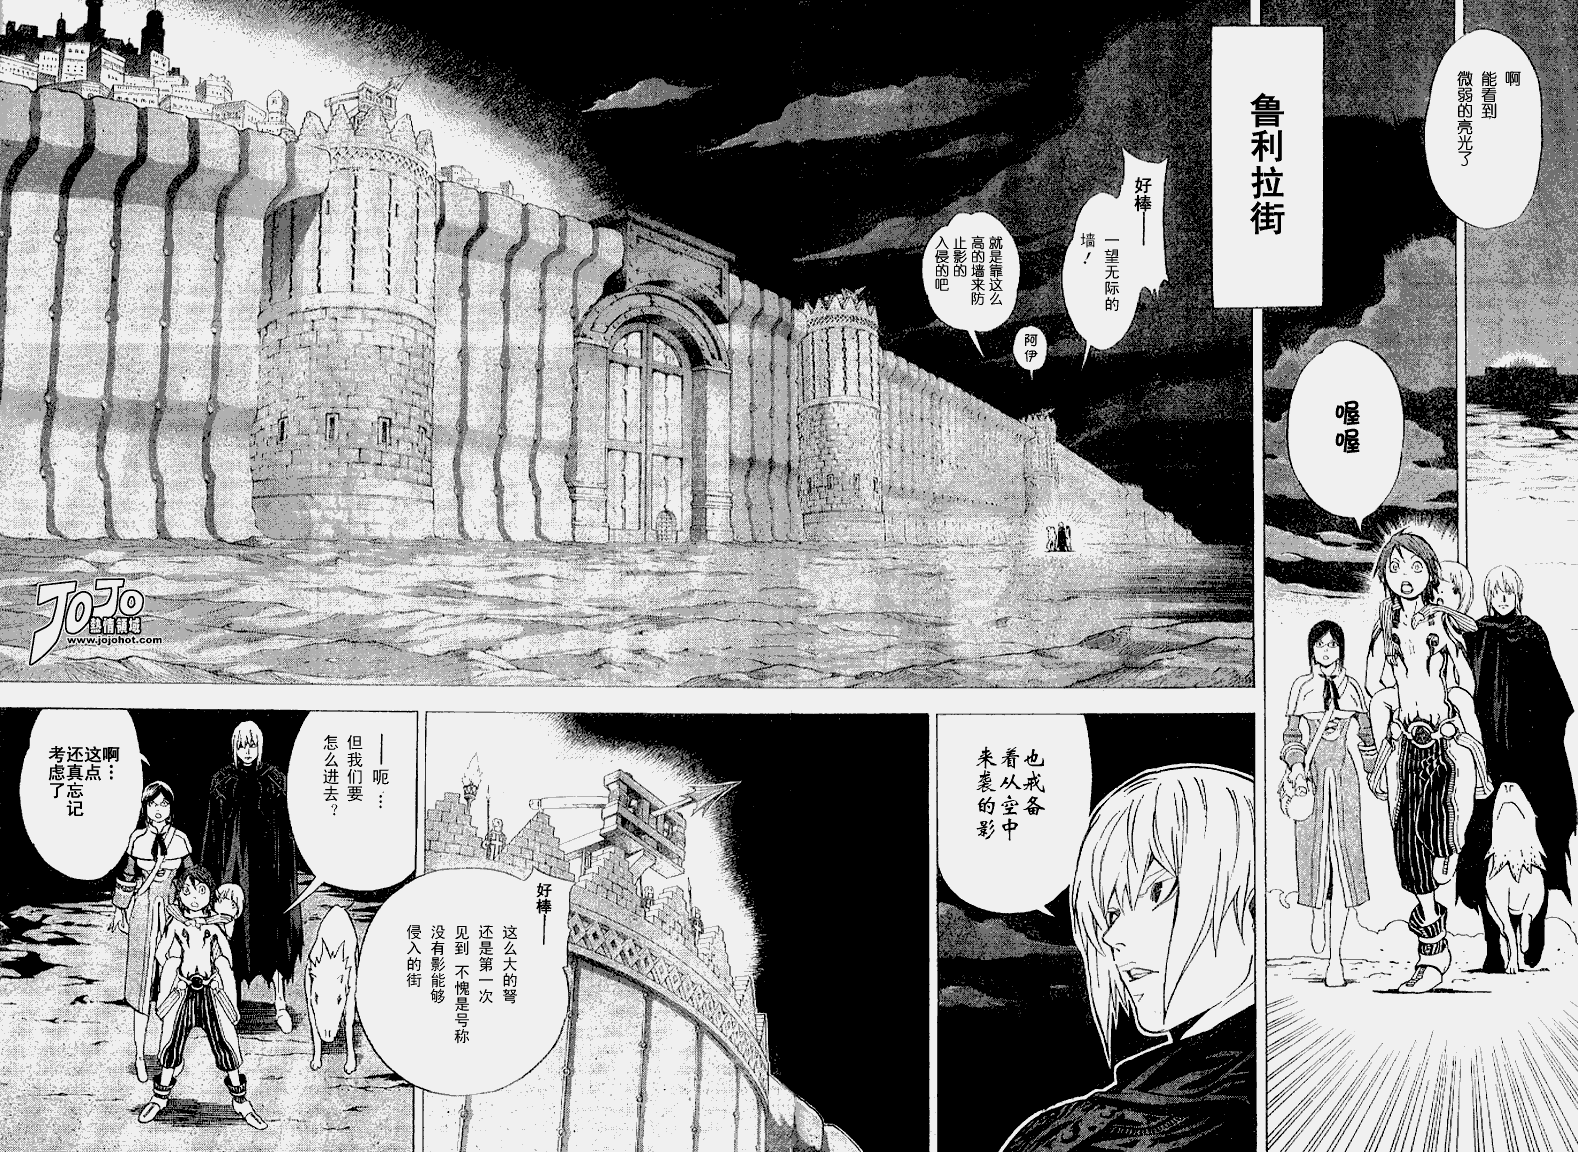 啊
能看到
微弱的亮光了
喔
喔
鲁利拉街
好棒——
一望无际的
墙！
阿
伊
就是靠这么
高的墙来防
止影的
入侵的吧
也戒备
着从空中
来袭的影
好棒——
这么大的弩
还是第一次
见到 不愧是号称
没有影能够
侵入的街
——呃…
但我们要
怎么进去？
啊…
这点
还真忘记
考虑了
JOJO
热情领域
www.jojohot.com